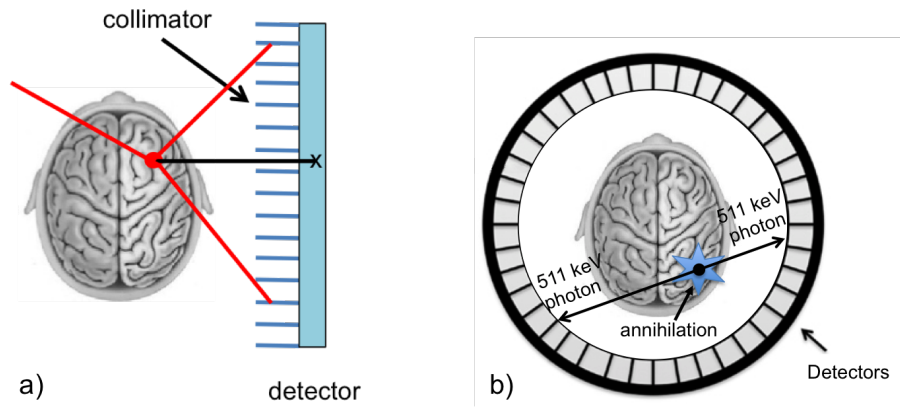 collimator
x
a)
detector
511 keV
photon
511 keV
photon
annihilation
Detectors
b)